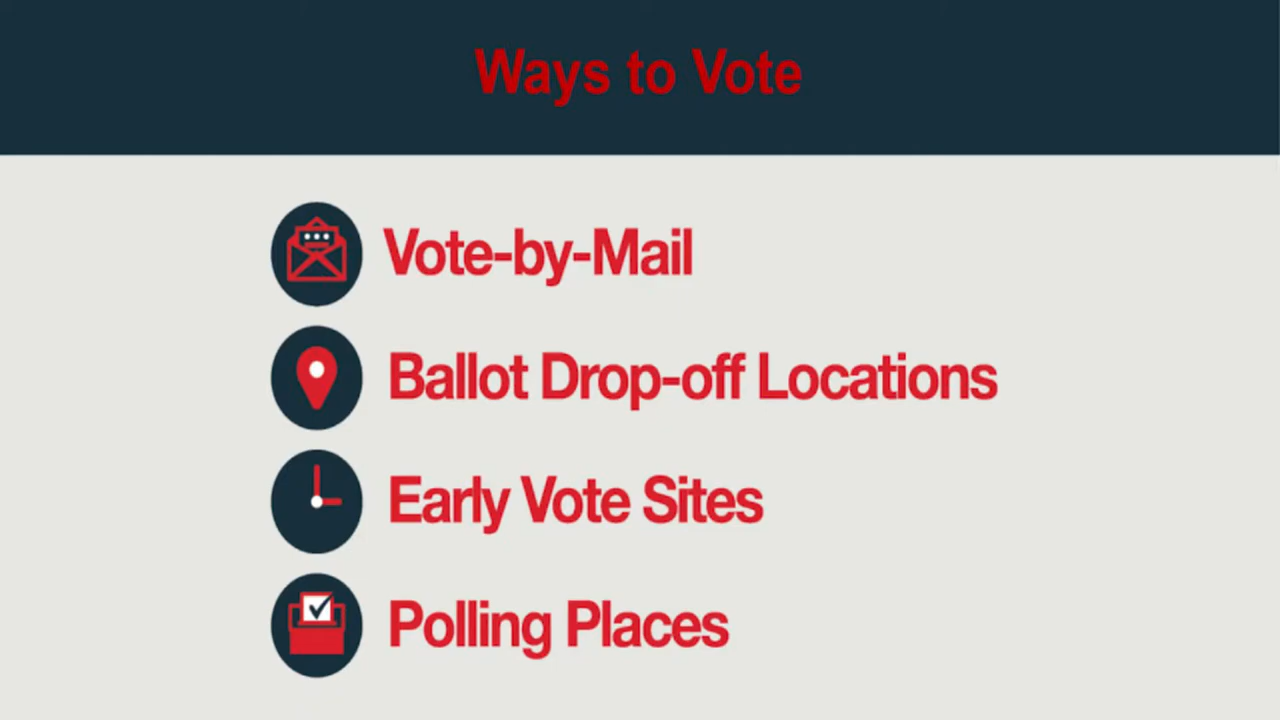 Ways to Vote
Vote-by-Mail
Ballot Drop-off Locations
Early Vote Sites
Polling Places